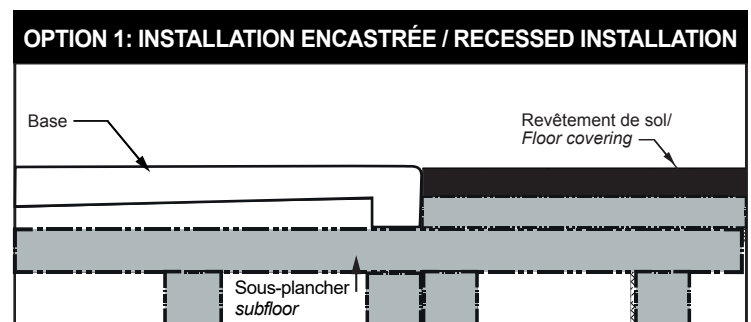 OPTION 1: INSTALLATION ENCASTRÉE / RECESSED INSTALLATION
Base
Revêtement de sol/
Floor covering
Sous-plancher
subfloor